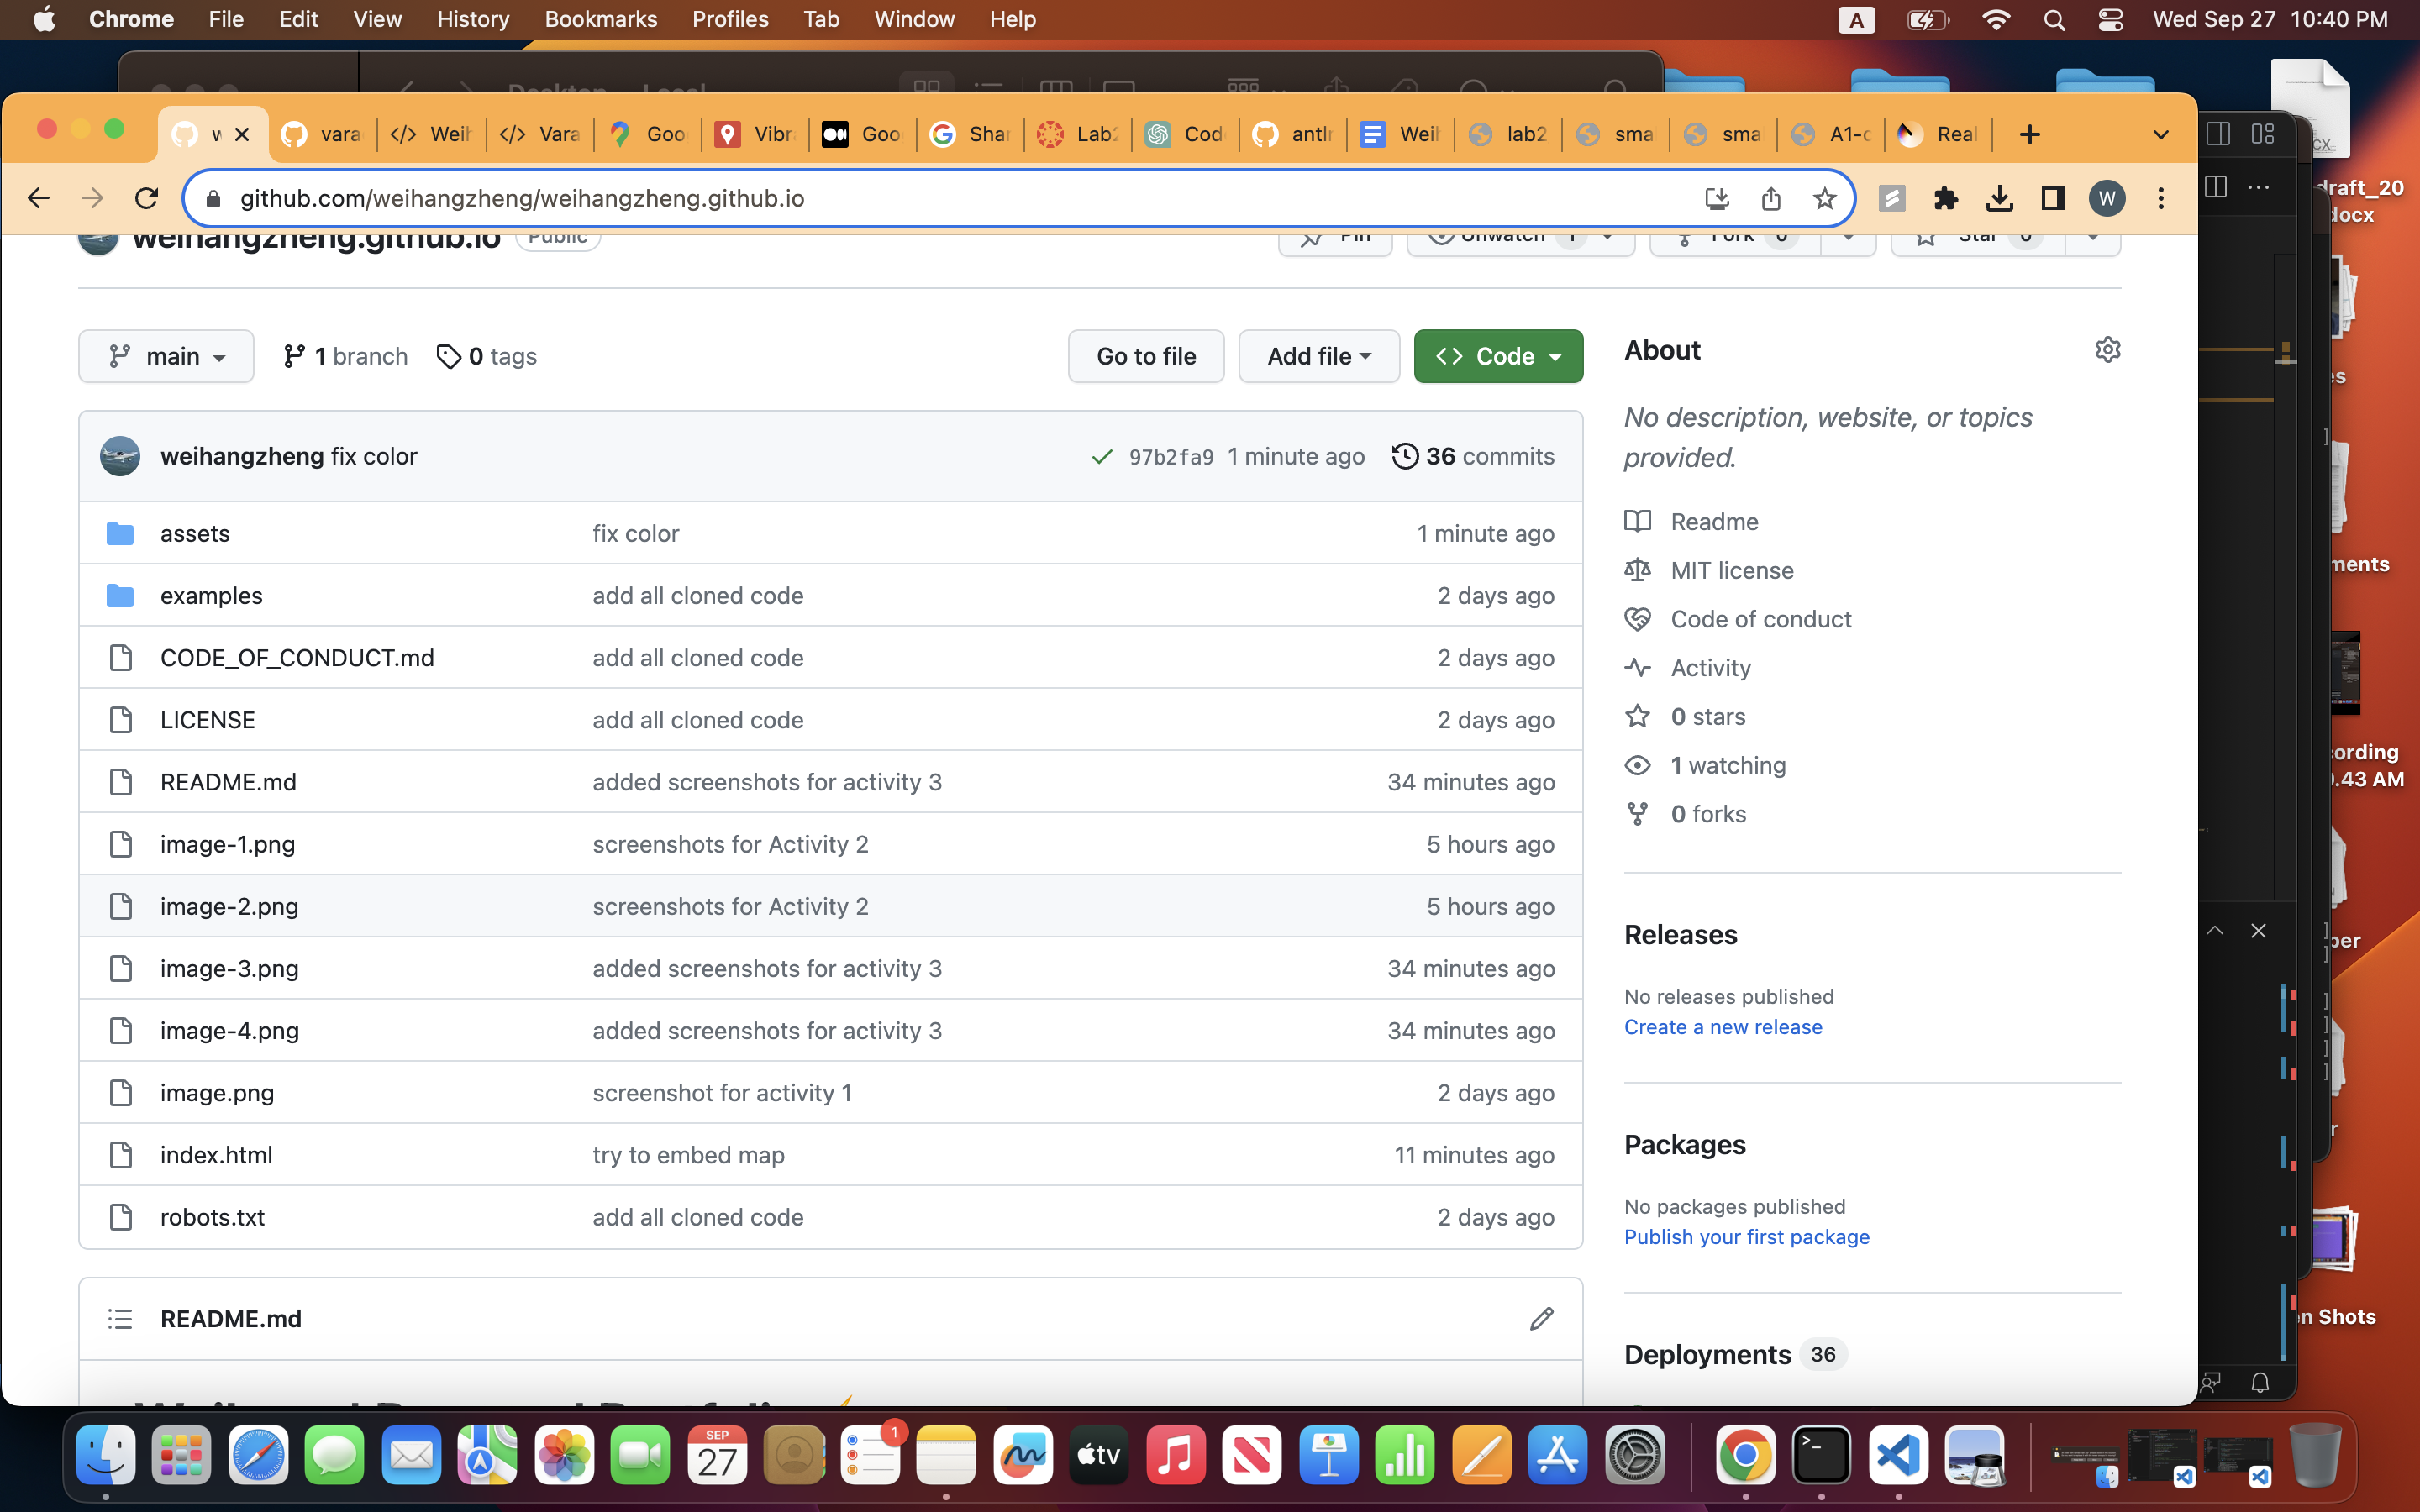 Chrome File Edit View History Bookmarks Profiles Tab Window Help A Wed Sep 27 10:40 PM
Desktop — Local
w vara Weih Vara Goo Vibr Goo Shar Lab2 Cod antlr Weih lab2 sma sma A1-c Real
github.com/weihangzheng/weihangzheng.github.io W
weihangzheng.github.io Public Pin Unwatch 1 Fork 0 Star 0
main 1 branch 0 tags Go to file Add file Code
weihangzheng fix color 97b2fa9 1 minute ago 36 commits
assets fix color 1 minute ago
examples add all cloned code 2 days ago
CODE_OF_CONDUCT.md add all cloned code 2 days ago
LICENSE add all cloned code 2 days ago
README.md added screenshots for activity 3 34 minutes ago
image-1.png screenshots for Activity 2 5 hours ago
image-2.png screenshots for Activity 2 5 hours ago
image-3.png added screenshots for activity 3 34 minutes ago
image-4.png added screenshots for activity 3 34 minutes ago
image.png screenshot for activity 1 2 days ago
index.html try to embed map 11 minutes ago
robots.txt add all cloned code 2 days ago
README.md
About
No description, website, or topics
provided.
Readme
MIT license
Code of conduct
Activity
0 stars
1 watching
0 forks
Releases
No releases published
Create a new release
Packages
No packages published
Publish your first package
Deployments 36
CX
draft_20
docx
es
ments
cording
0.43 AM
per
r
en Shots
SEP
27
1
tv